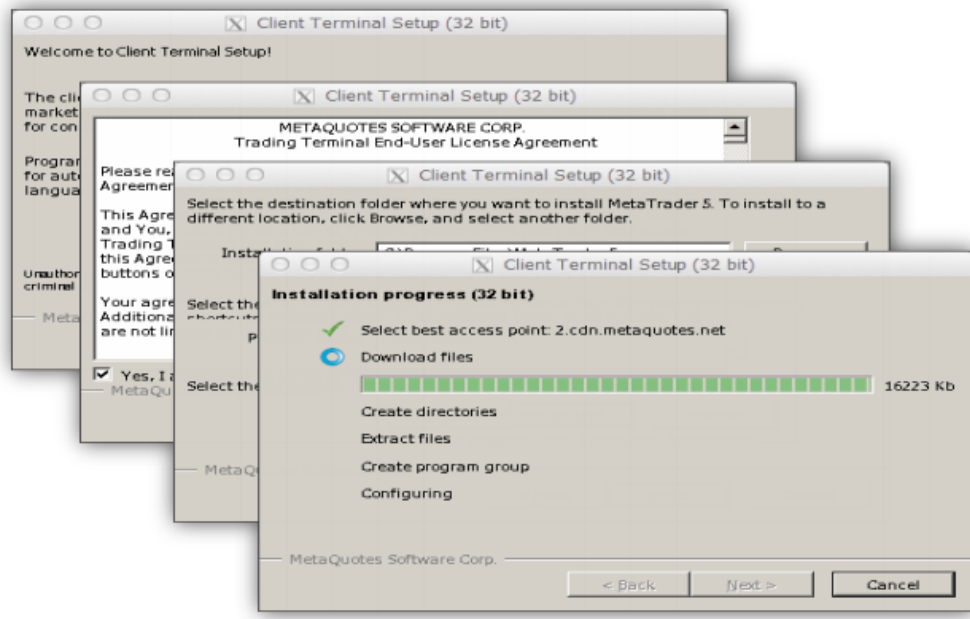 Client Terminal Setup (32 bit)
Welcome to Client Terminal Setup!
The cli
market
for con
Program
for auto
langua
Unauthor
criminal
Meta
Client Terminal Setup (32 bit)
METAQUOTES SOFTWARE CORP.
Trading Terminal End-User License Agreement
Please rea
Agreemen
This Agre
and You,
Trading T
this Agre
buttons o
Your agre
Additiona
are not lin
Yes, I a
MetaQu
Client Terminal Setup (32 bit)
Select the destination folder where you want to install MetaTrader 5. To install to a
different location, click Browse, and select another folder.
Select the
P
Select the
MetaQ
Client Terminal Setup (32 bit)
Installation progress (32 bit)
Select best access point: 2.cdn.metaquotes.net
Download files
16223 Kb
Create directories
Extract files
Create program group
Configuring
MetaQuotes Software Corp.
< Back Next > Cancel